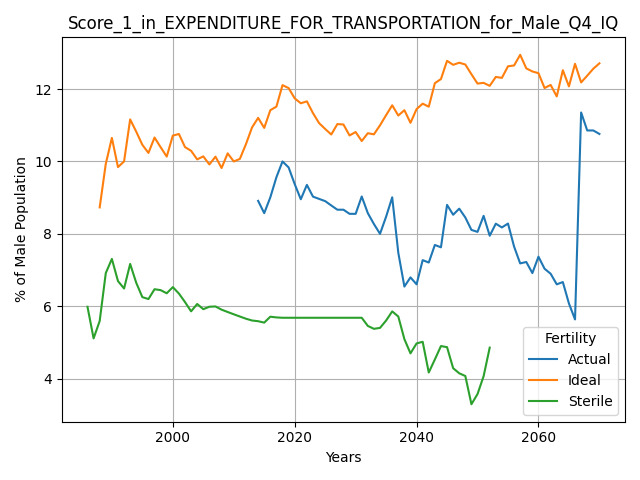 Score_1_in_EXPENDITURE_FOR_TRANSPORTATION_for_Male_Q4_IQ
% of Male Population
12
10
8
6
4
2000 2020 2040 2060
Years
Fertility
Actual
Ideal
Sterile